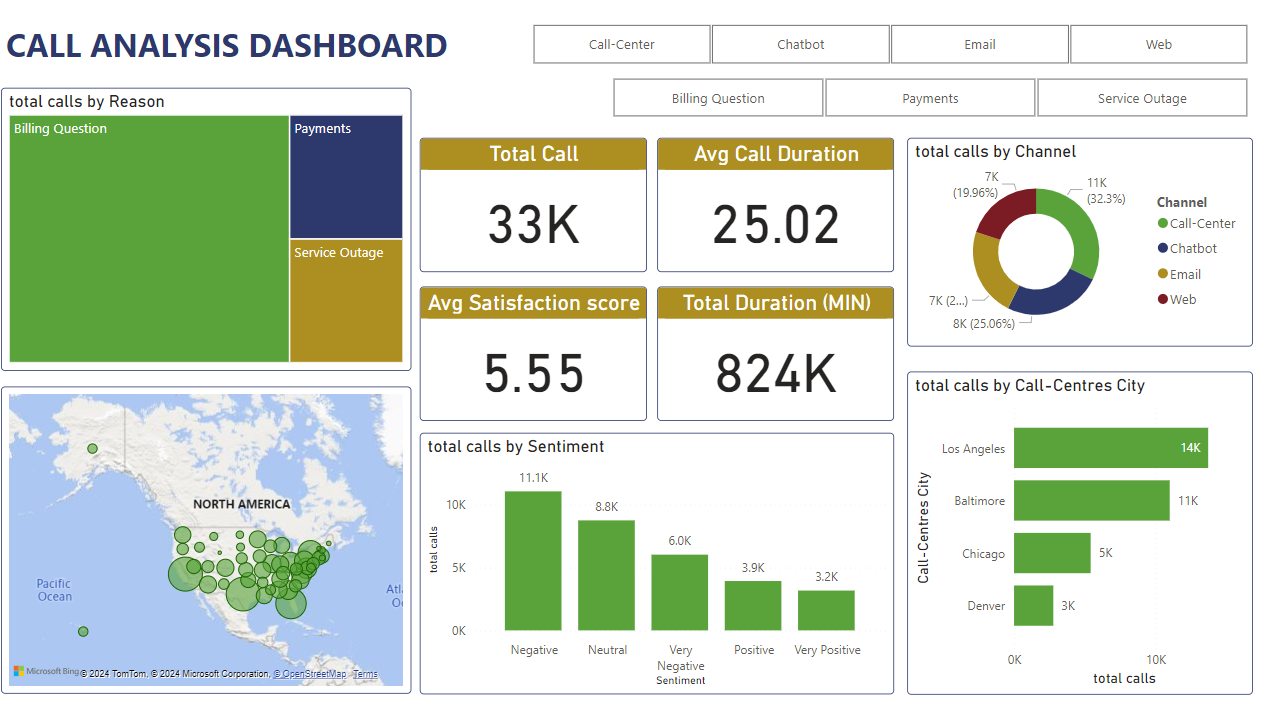 CALL ANALYSIS DASHBOARD
Call-Center
Chatbot
Email
Web
Billing Question
Payments
Service Outage
total calls by Reason
Billing Question
Payments
Service Outage
Total Call
33K
Avg Call Duration
25.02
Avg Satisfaction score
5.55
Total Duration (MIN)
824K
total calls by Channel
7K
(19.96%)
11K
(32.3%)
7K (2...)
8K (25.06%)
Channel
Call-Center
Chatbot
Email
Web
NORTH AMERICA
Pacific
Ocean
Atl
Oc
Microsoft Bing
© 2024 TomTom, © 2024 Microsoft Corporation, © OpenStreetMap Terms
total calls by Sentiment
total calls
10K
5K
0K
11.1K
8.8K
6.0K
3.9K
3.2K
Negative
Neutral
Very
Negative
Positive
Very Positive
Sentiment
total calls by Call-Centres City
Call-Centres City
Los Angeles
14K
Baltimore
11K
Chicago
5K
Denver
3K
0K
10K
total calls